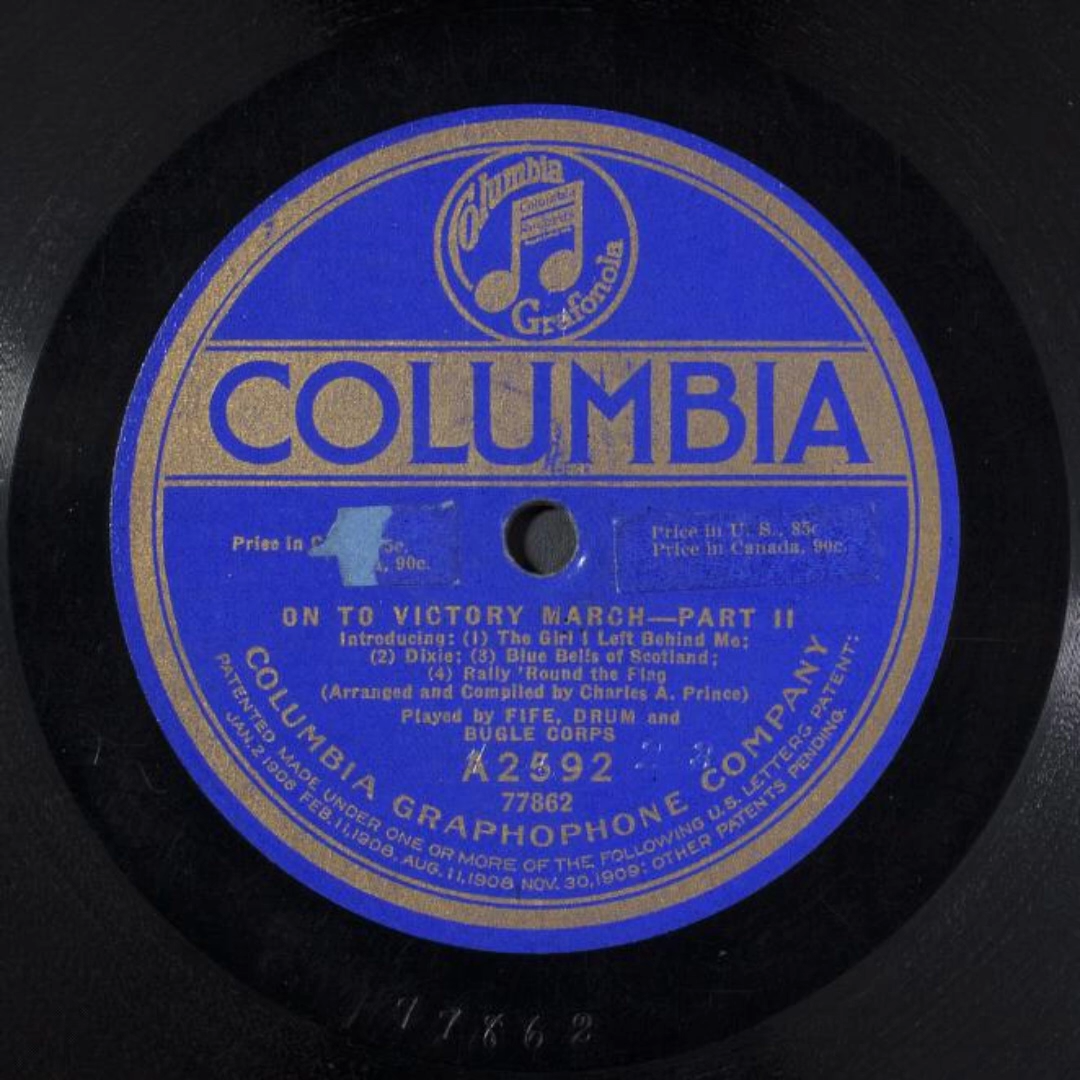 Columbia
Columbia
Records
Grafonola
COLUMBIA
Price in
5c.
, 90c.
Price in U. S., 85c
Price in Canada, 90c.
ON TO VICTORY MARCH—PART II
Introducing: (1) The Girl I Left Behind Me;
(2) Dixie; (3) Blue Bells of Scotland;
(4) Rally 'Round the Flag
(Arranged and Compiled by Charles A. Prince)
Played by FIFE, DRUM and
BUGLE CORPS
A2592
77862
COLUMBIA GRAPHOPHONE COMPANY
PATENTED MADE UNDER ONE OR MORE OF THE FOLLOWING U.S. LETTERS PATENT:
JAN. 2 1906 FEB. 11, 1908, AUG. 11, 1908 NOV. 30, 1909; OTHER PATENTS PENDING.
77862